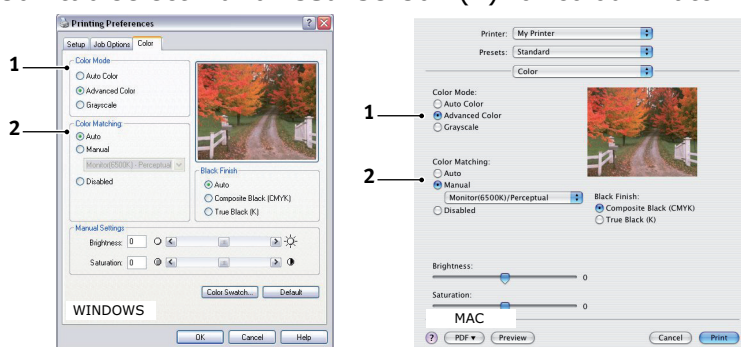 Printing Preferences
Setup Job Options Color
1
Color Mode
Auto Color
Advanced Color
Grayscale
2
Color Matching:
Auto
Manual
Monitor(6500K) - Perceptual
Disabled
Black Finish
Auto
Composite Black (CMYK)
True Black (K)
Manual Settings
Brightness: 0
Saturation: 0
Color Swatch... Default
WINDOWS
OK Cancel Help
Printer: My Printer
Presets: Standard
Color
Color Mode:
Auto Color
1
Advanced Color
Grayscale
Color Matching:
Auto
2
Manual
Monitor(6500K)/Perceptual
Disabled
Black Finish:
Composite Black (CMYK)
True Black (K)
Brightness:
0
Saturation:
0
MAC
? PDF Preview Cancel Print